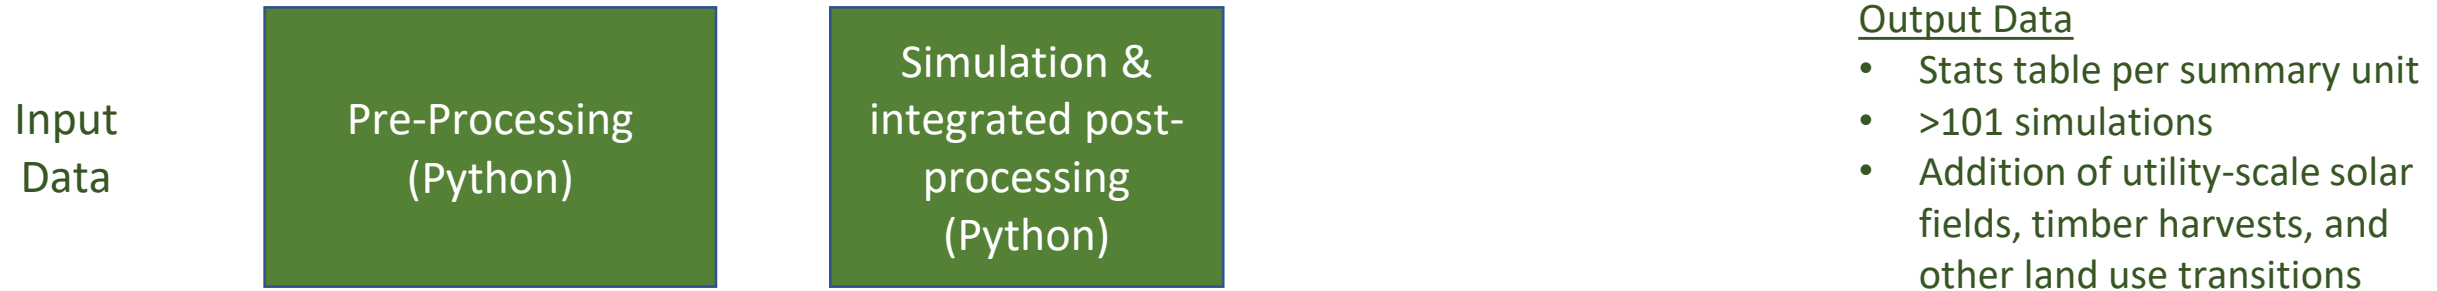 Input
Data
Pre-Processing
(Python)
Simulation &
integrated post-
processing
(Python)
Output Data
• Stats table per summary unit
• >101 simulations
• Addition of utility-scale solar
fields, timber harvests, and
other land use transitions